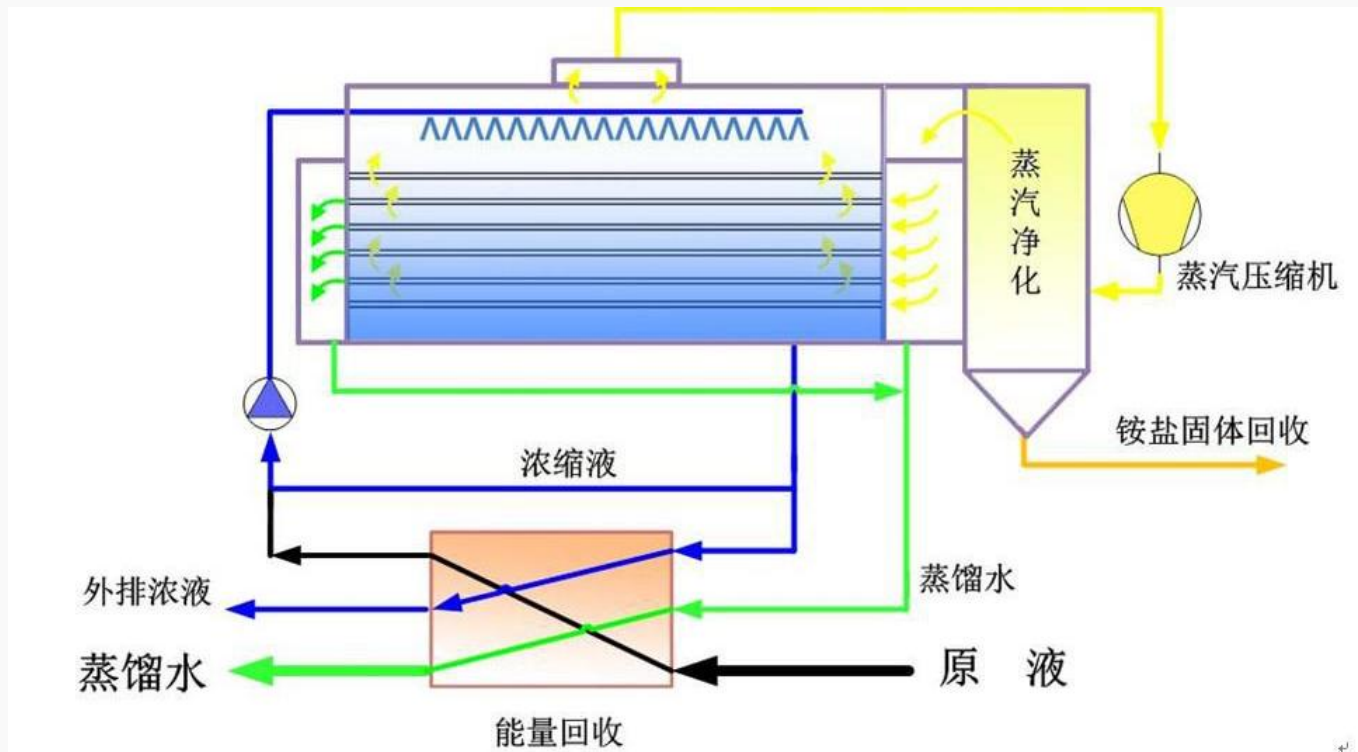 蒸汽净化
蒸汽压缩机
铵盐固体回收
浓缩液
外排浓液
蒸馏水
蒸馏水
原 液
能量回收